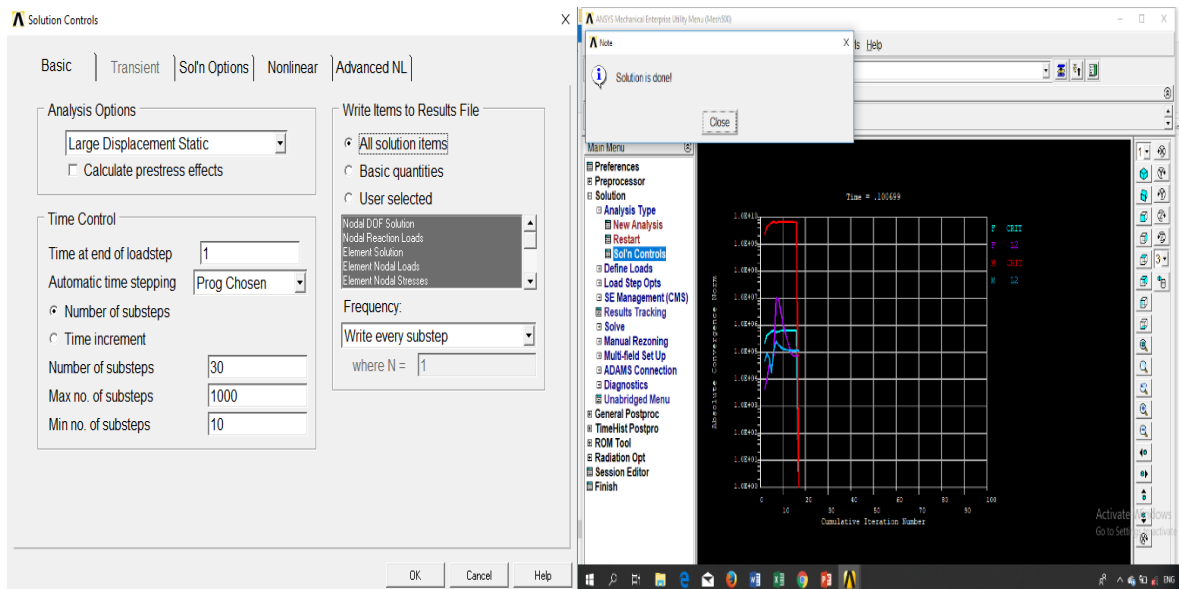 Solution Controls
X
Basic
Transient
Sol'n Options
Nonlinear
Advanced NL
Analysis Options
Large Displacement Static
Calculate prestress effects
Time Control
Time at end of loadstep 1
Automatic time stepping Prog Chosen
Number of substeps
Time increment
Number of substeps 30
Max no. of substeps 1000
Min no. of substeps 10
Write Items to Results File
All solution items
Basic quantities
User selected
Nodal DOF Solution
Nodal Reaction Loads
Element Solution
Element Nodal Loads
Element Nodal Stresses
Frequency:
Write every substep
where N = 1
OK
Cancel
Help
ANSYS Mechanical Enterprise Utility Menu (Mesh500)
Note
X
Help
Solution is done!
Close
Main Menu
Preferences
Preprocessor
Solution
Analysis Type
New Analysis
Restart
Sol'n Controls
Define Loads
Load Step Opts
SE Management (CMS)
Results Tracking
Solve
Manual Rezoning
Multi-field Set Up
ADAMS Connection
Diagnostics
Unabridged Menu
General Postproc
TimeHist Postpro
ROM Tool
Radiation Opt
Session Editor
Finish
Time = .100699
F CRIT
F L2
M CRIT
M L2
Absolute Convergence Norm
0 20 40 60 80 100
10 30 50 70 90
Cumulative Iteration Number
1
3
Activate Windows
Go to Settings to activate
ENG